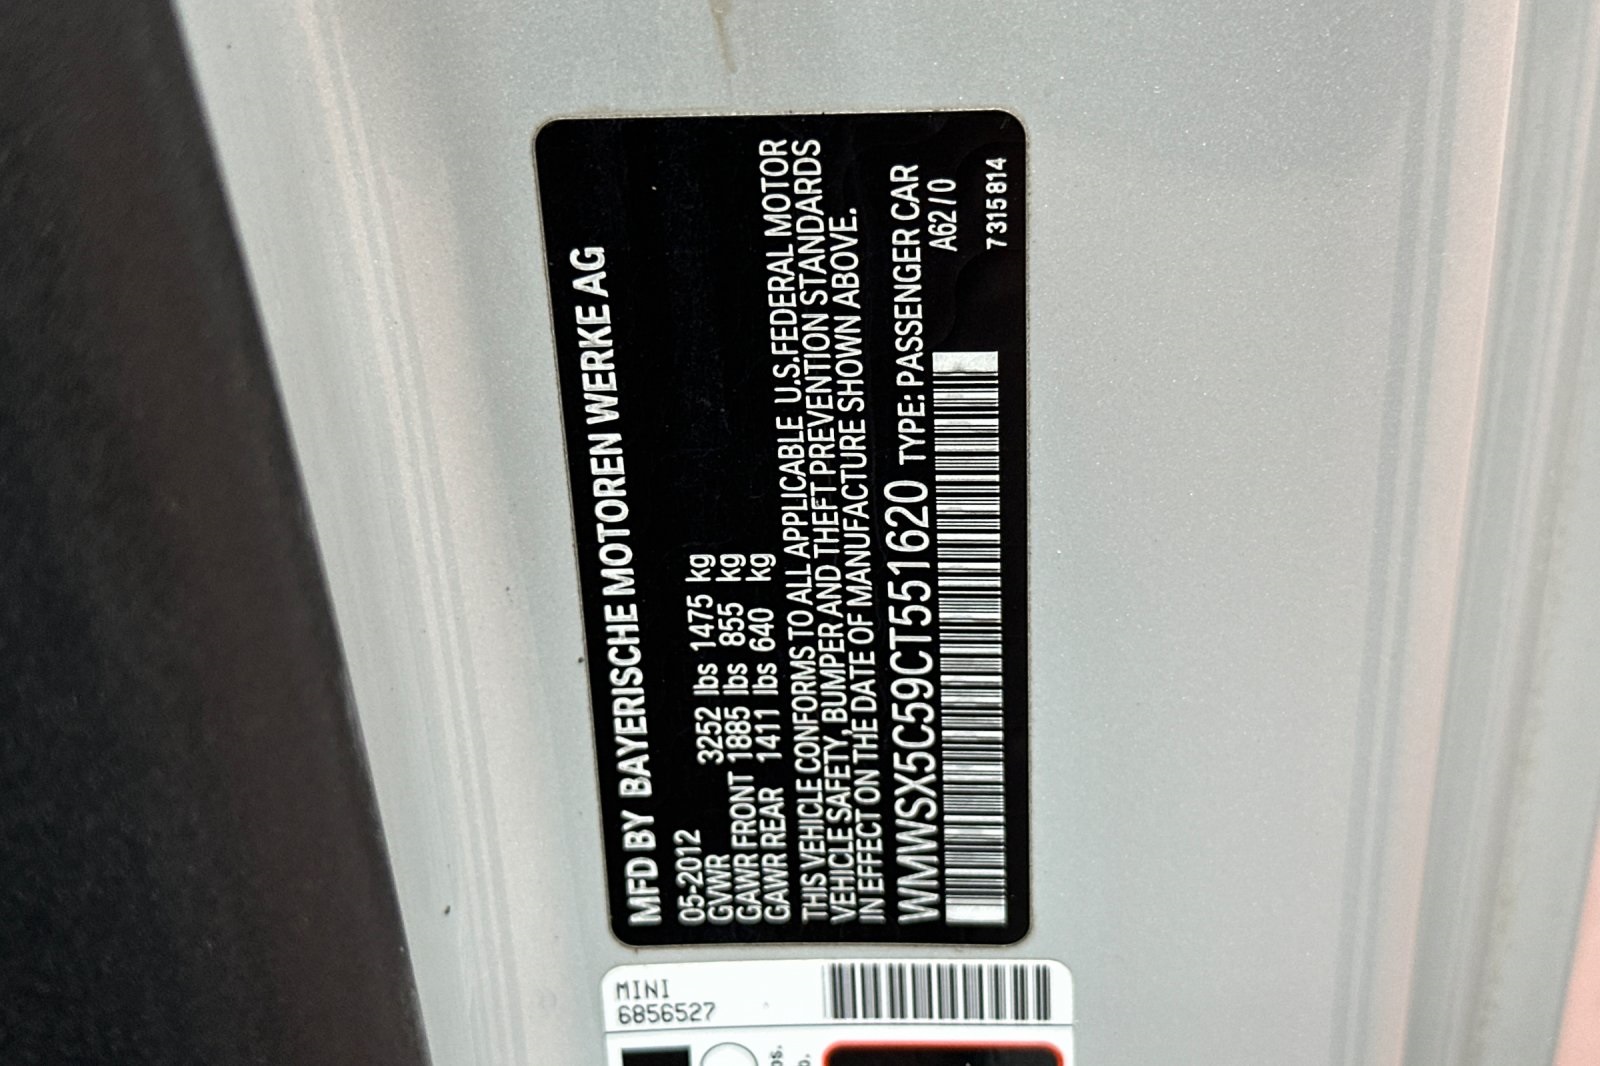 MFD BY BAYERISCHE MOTOREN WERKE AG
05-2012
GVWR 3252 lbs 1475 kg
GAWR FRONT 1885 lbs 855 kg
GAWR REAR 1411 lbs 640 kg
THIS VEHICLE CONFORMS TO ALL APPLICABLE U.S.FEDERAL MOTOR
VEHICLE SAFETY, BUMPER AND THEFT PREVENTION STANDARDS
IN EFFECT ON THE DATE OF MANUFACTURE SHOWN ABOVE.
WMWSX5C59CT551620 TYPE: PASSENGER CAR
A62/0
7315814
MINI
6856527